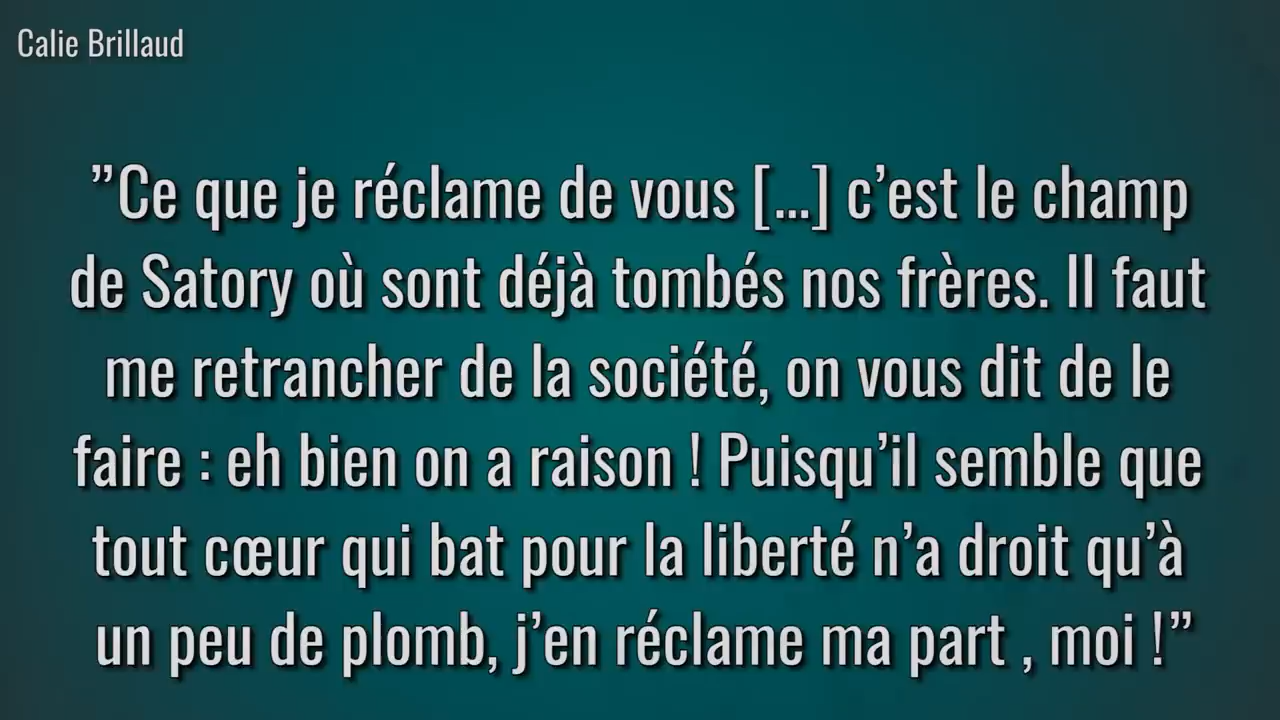 Calie Brillaud
”Ce que je réclame de vous [...] c’est le champ
de Satory où sont déjà tombés nos frères. Il faut
me retrancher de la société, on vous dit de le
faire : eh bien on a raison ! Puisqu’il semble que
tout cœur qui bat pour la liberté n’a droit qu’à
un peu de plomb, j’en réclame ma part , moi !”